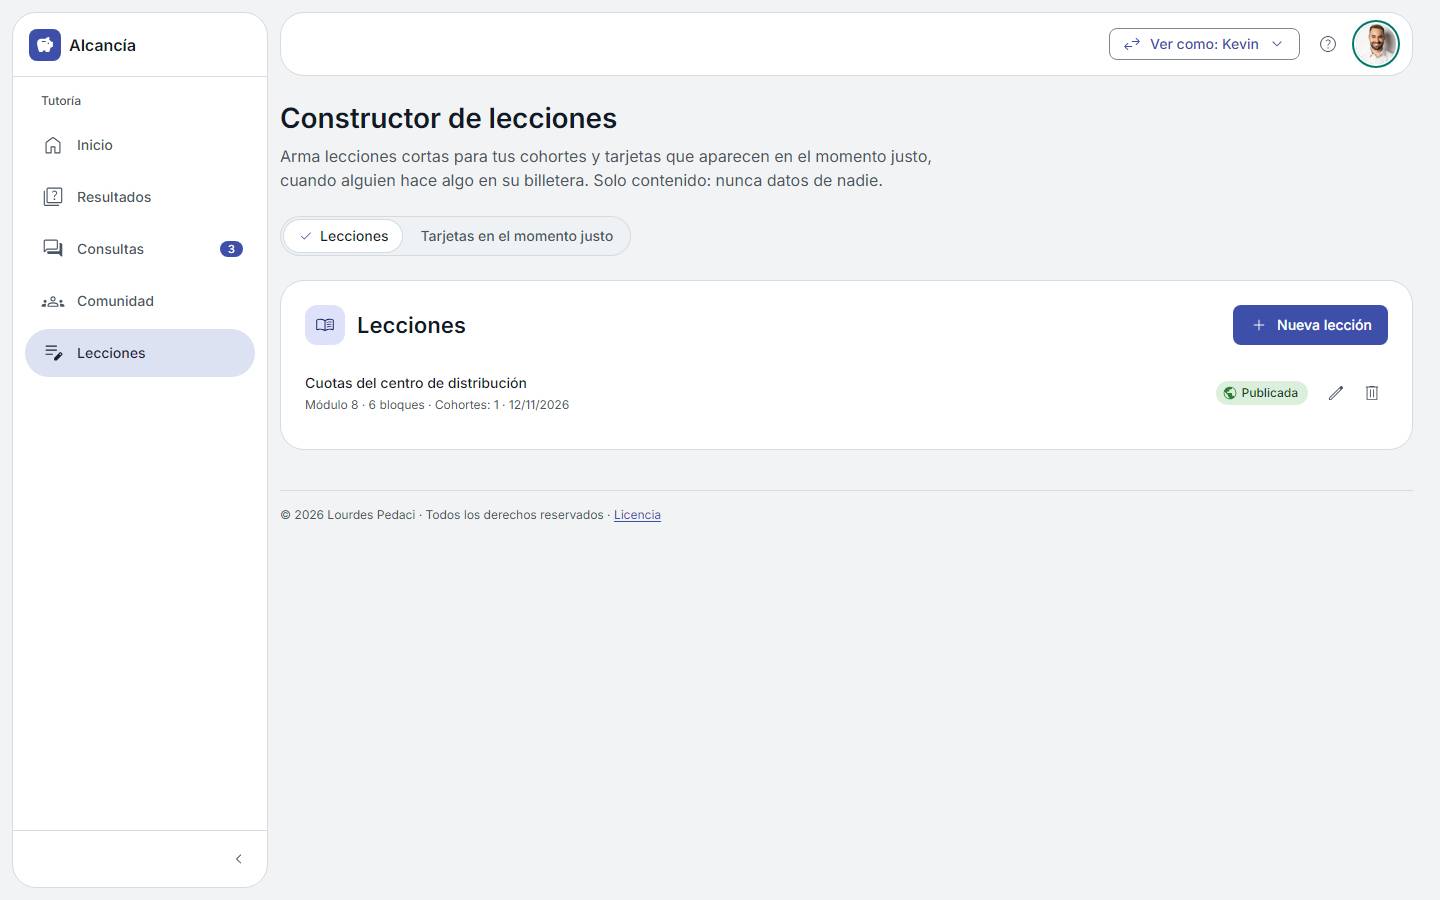 Alcancía
Ver como: Kevin
Tutoría
Inicio
Resultados
Consultas
3
Comunidad
Lecciones
Constructor de lecciones
Arma lecciones cortas para tus cohortes y tarjetas que aparecen en el momento justo,
cuando alguien hace algo en su billetera. Solo contenido: nunca datos de nadie.
Lecciones
Tarjetas en el momento justo
Lecciones
Nueva lección
Cuotas del centro de distribución
Módulo 8 · 6 bloques · Cohortes: 1 · 12/11/2026
Publicada
© 2026 Lourdes Pedaci · Todos los derechos reservados · Licencia